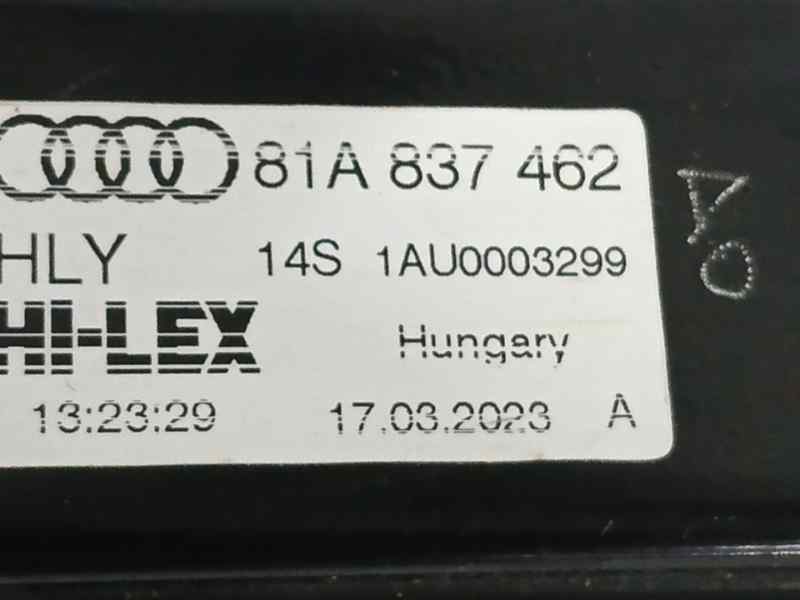 81A 837 462
HLY 14S 1AU0003299
HI-LEX Hungary
13:23:29 17.03.2023 A